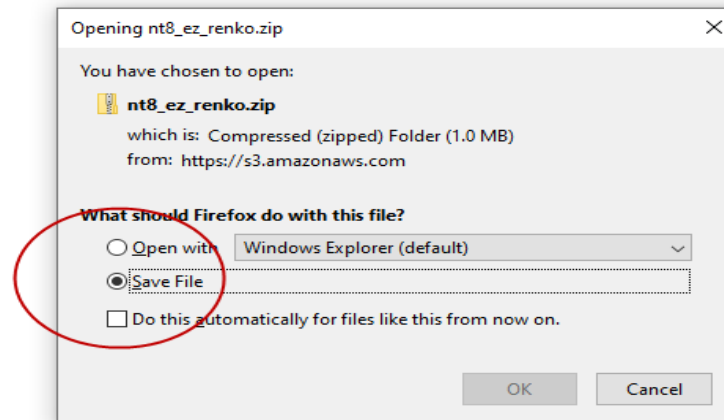 Opening nt8_ez_renko.zip
You have chosen to open:
nt8_ez_renko.zip
which is: Compressed (zipped) Folder (1.0 MB)
from: https://s3.amazonaws.com
What should Firefox do with this file?
Open with Windows Explorer (default)
Save File
Do this automatically for files like this from now on.
OK Cancel